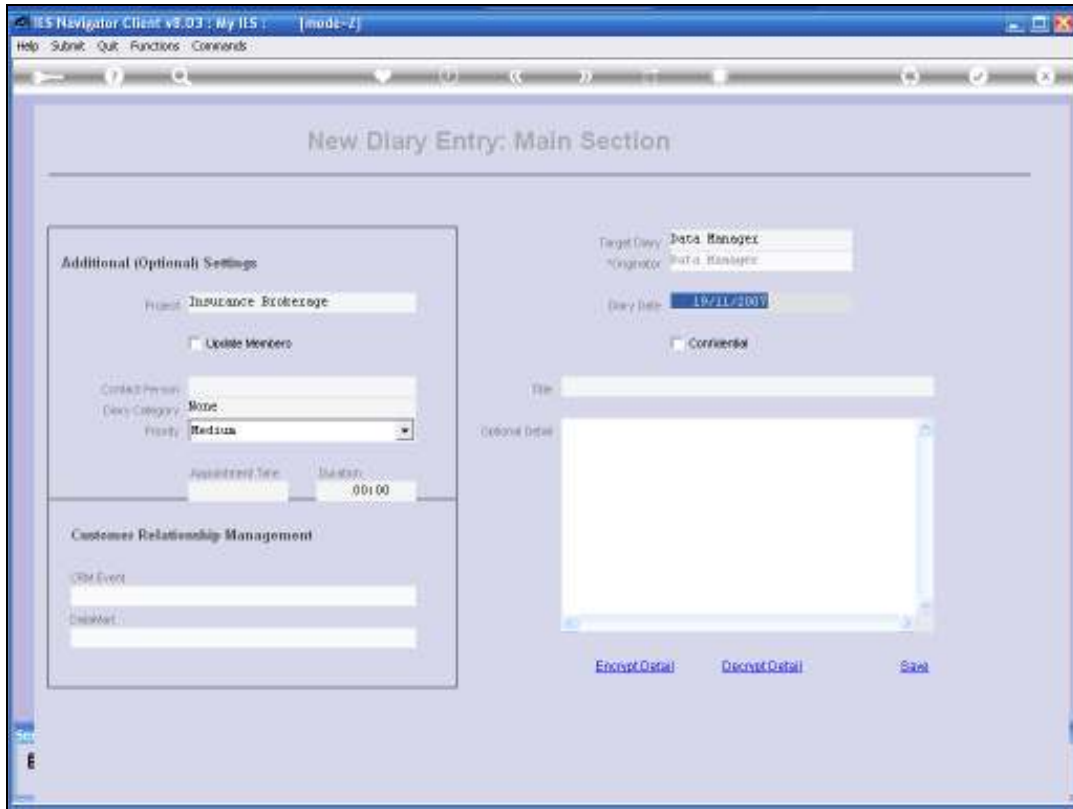 IES Navigator Client v8.03 : My IES : [mode-Z]
Help Submit Quit Functions Commands
New Diary Entry: Main Section
Additional (Optional) Settings
Project Insurance Brokerage
Update Members
Contact Person
Diary Category None
Priority Medium
Appointment Time Duration
00:00
Customer Relationship Management
CRM Event
DataMart
Target Diary Data Manager
*Originator Data Manager
Diary Date 19/11/2007
Confidential
Title
Optional Detail
Encrypt Detail Decrypt Detail Save